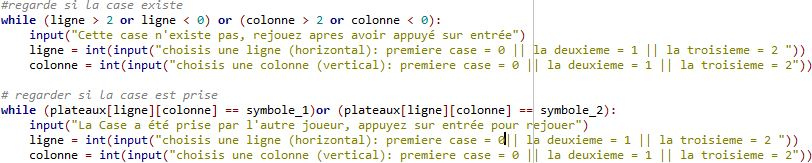 #regarde si la case existe
while (ligne > 2 or ligne < 0) or (colonne > 2 or colonne < 0):
input("Cette case n'existe pas, rejouez apres avoir appuyé sur entrée")
ligne = int(input("choisis une ligne (horizontal): premiere case = 0 || la deuxieme = 1 || la troisieme = 2 "))
colonne = int(input("choisis une colonne (vertical): premiere case = 0 || la deuxieme = 1 || la troisieme = 2"))
# regarder si la case est prise
while (plateaux[ligne][colonne] == symbole_1)or (plateaux[ligne][colonne] == symbole_2):
input("La Case a été prise par l'autre joueur, appuyez sur entrée pour rejouer")
ligne = int(input("choisis une ligne (horizontal): premiere case = 0|| la deuxieme = 1 || la troisieme = 2 "))
colonne = int(input("choisis une colonne (vertical): premiere case = 0 || la deuxieme = 1 || la troisieme = 2"))